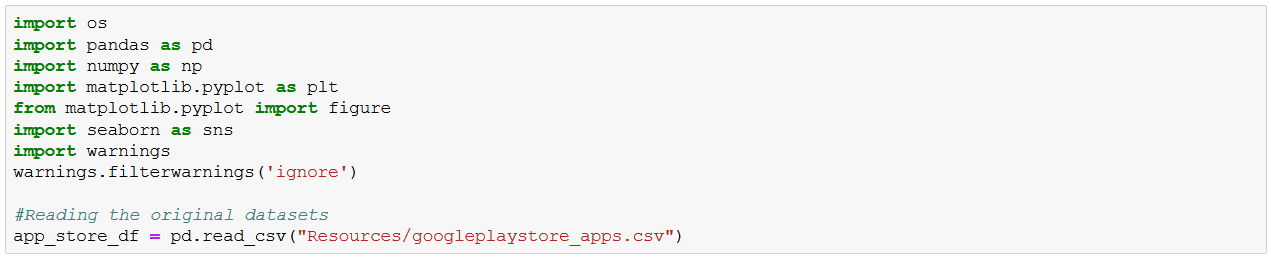 import os
import pandas as pd
import numpy as np
import matplotlib.pyplot as plt
from matplotlib.pyplot import figure
import seaborn as sns
import warnings
warnings.filterwarnings('ignore')
#Reading the original datasets
app_store_df = pd.read_csv("Resources/googleplaystore_apps.csv")